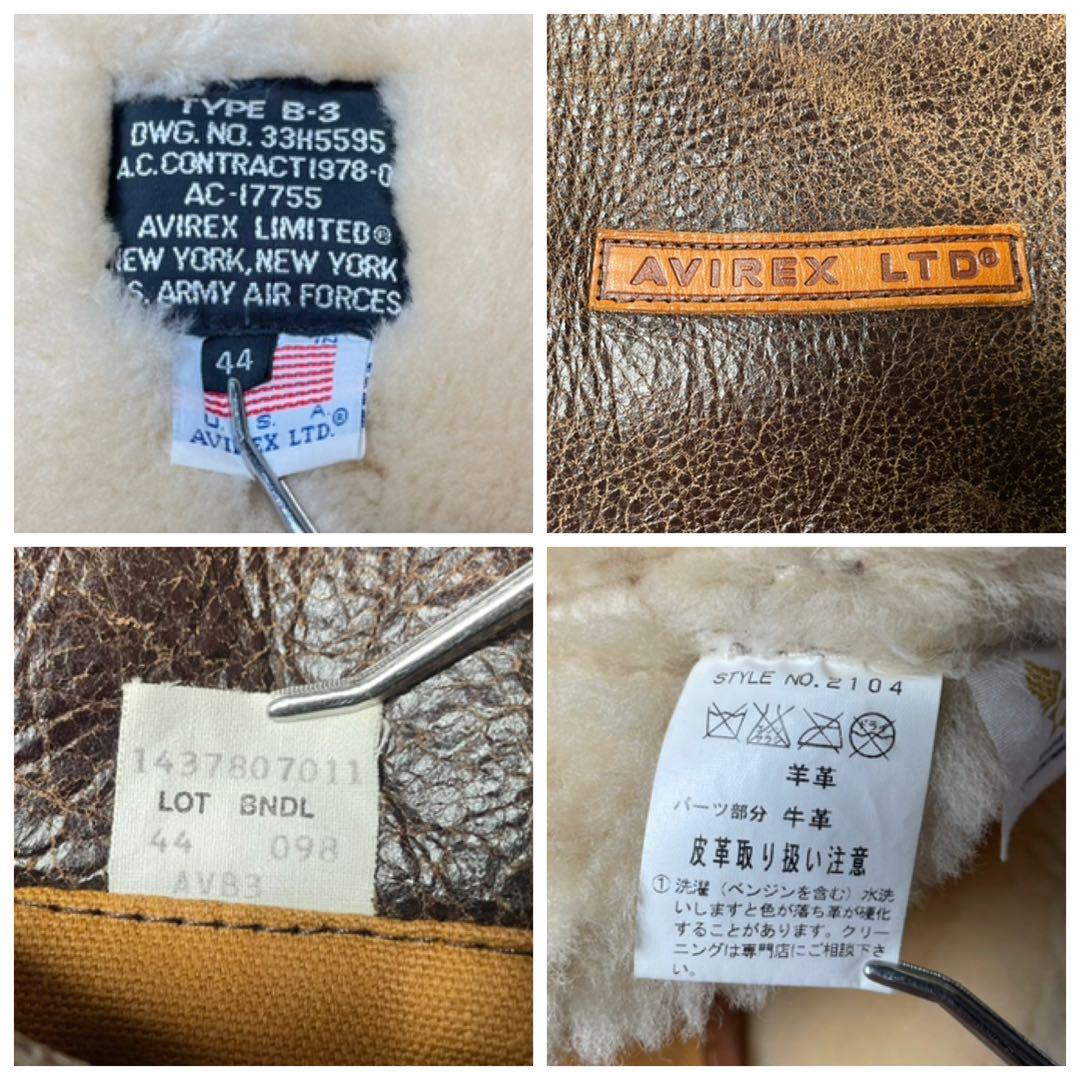 TYPE B-3
DWG. NO. 33H5595
A.C. CONTRACT 1978-0
AC-17755
AVIREX LIMITED®
EW YORK, NEW YORK
S. ARMY AIR FORCES
44
IN
U. S. A.®
AVIREX LTD.
AVIREX LTD®
1437807011
LOT BNDL
44 098
AVB3
STYLE NO. 2104
羊革
パーツ部分 牛革
皮革取り扱い注意
①洗濯（ベンジンを含む）水洗
いしますと色が落ち革が硬化
することがあります。クリー
ニングは専門店にご相談下さ
い。